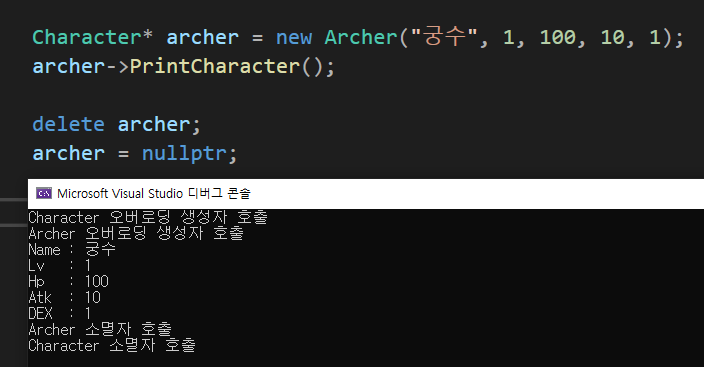 Character* archer = new Archer("궁수", 1, 100, 10, 1);
archer->PrintCharacter();
delete archer;
archer = nullptr;
C:\ Microsoft Visual Studio 디버그 콘솔
Character 오버로딩 생성자 호출
Archer 오버로딩 생성자 호출
Name : 궁수
Lv   : 1
Hp   : 100
Atk  : 10
DEX  : 1
Archer 소멸자 호출
Character 소멸자 호출